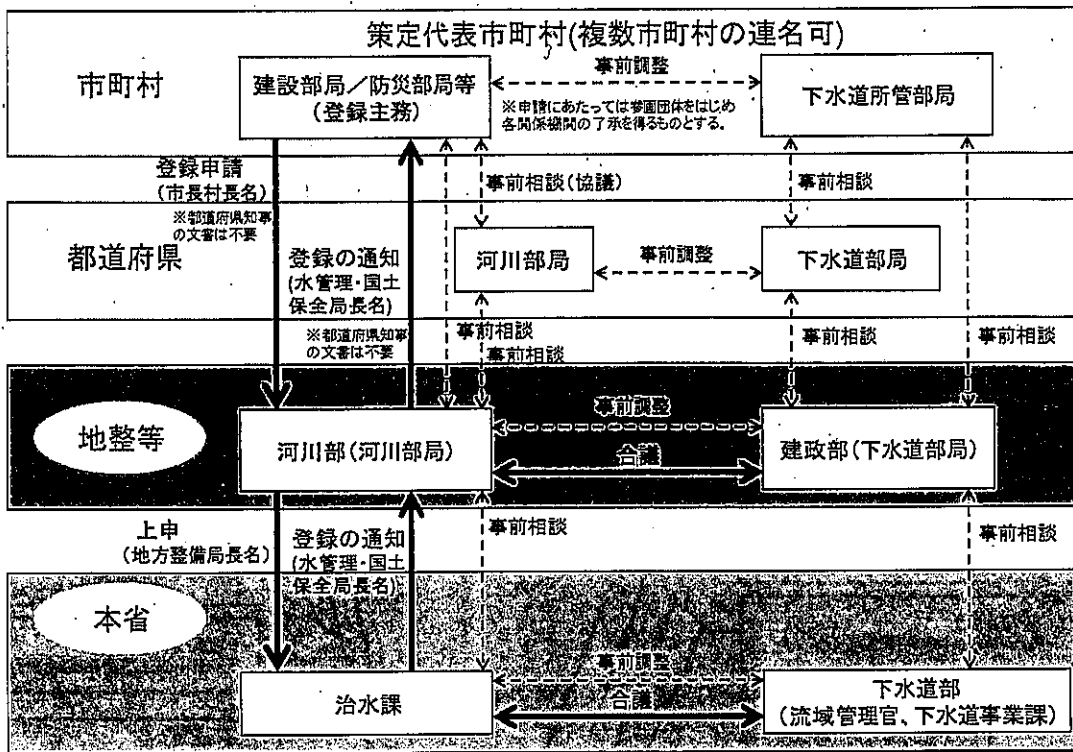 策定代表市町村(複数市町村の連名可)
市町村
建設部局／防災部局等
(登録主務)
事前調整
※申請にあたっては参画団体をはじめ
各関係機関の了承を得るものとする。
下水道所管部局
登録申請
(市長村長名)
※都道府県知事
の文書は不要
事前相談(協議)
事前相談
都道府県
登録の通知
(水管理・国土
保全局長名)
※都道府県知事
の文書は不要
河川部局
事前調整
下水道部局
事前相談
事前相談
事前相談
事前相談
地整等
河川部(河川部局)
事前調整
合議
建政部(下水道部局)
上申
(地方整備局長名)
登録の通知
(水管理・国土
保全局長名)
事前相談
事前相談
本省
治水課
事前調整
合議
下水道部
(流域管理官、下水道事業課)